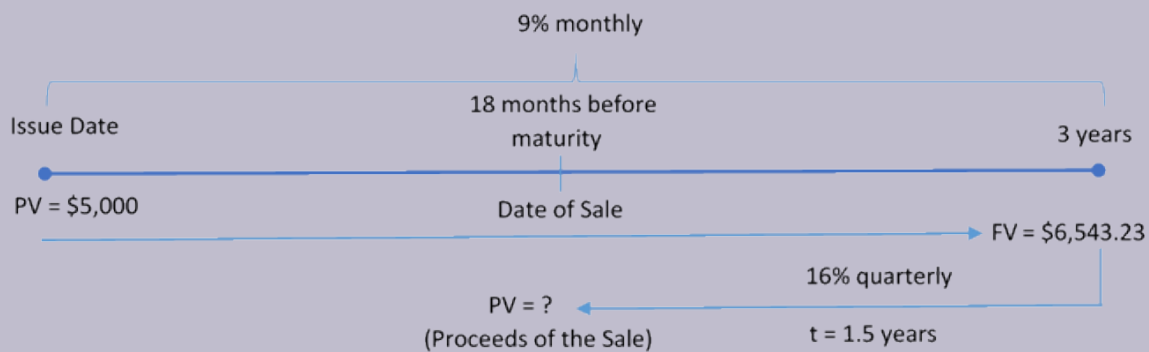 9% monthly
18 months before
maturity
Issue Date
3 years
PV = $5,000
Date of Sale
FV = $6,543.23
16% quarterly
PV = ?
(Proceeds of the Sale)
t = 1.5 years